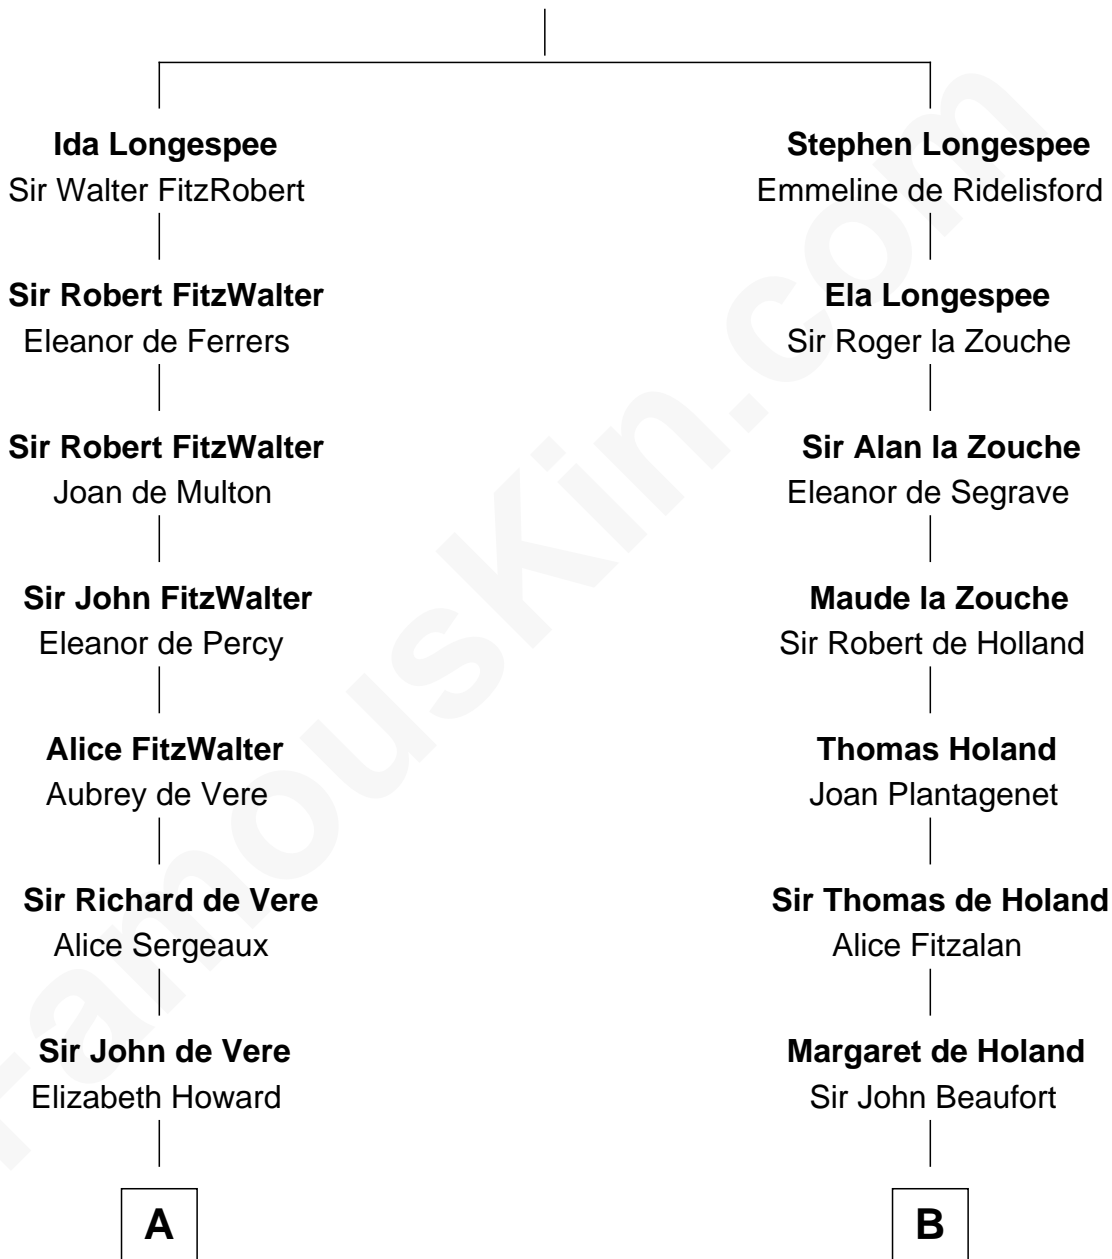 Ida Longespee
Sir Walter FitzRobert
Sir Robert FitzWalter
Eleanor de Ferrers
Sir Robert FitzWalter
Joan de Multon
Sir John FitzWalter
Eleanor de Percy
Alice FitzWalter
Aubrey de Vere
Sir Richard de Vere
Alice Sergeaux
Sir John de Vere
Elizabeth Howard
A
Stephen Longespee
Emmeline de Ridelisford
Ela Longespee
Sir Roger la Zouche
Sir Alan la Zouche
Eleanor de Segrave
Maude la Zouche
Sir Robert de Holland
Thomas Holand
Joan Plantagenet
Sir Thomas de Holand
Alice Fitzalan
Margaret de Holand
Sir John Beaufort
B
FamousKin.com